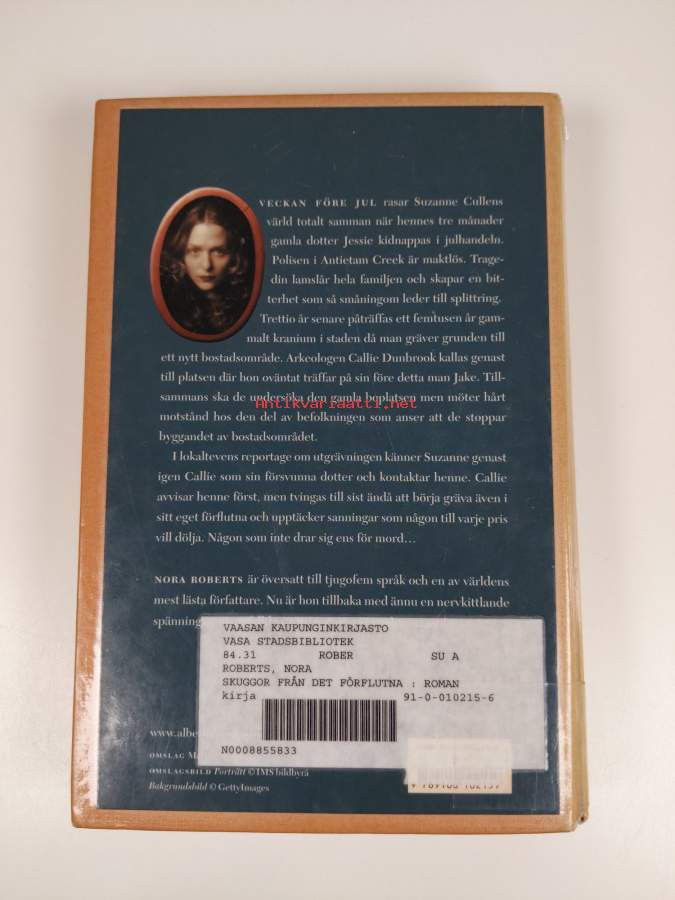 VECKAN FÖRE JUL rasar Suzanne Cullens
värld totalt samman när hennes tre månader
gamla dotter Jessie kidnappas i julhandeln.
Polisen i Antietam Creek är maktlös. Trage-
din lamslår hela familjen och skapar en bit-
terhet som så småningom leder till splittring.
Trettio år senare påträffas ett femtusen år gam-
malt kranium i staden då man gräver grunden till
ett nytt bostadsområde. Arkeologen Callie Dunbrook kallas genast
till platsen där hon oväntat träffar på sin före detta man Jake. Till-
sammans ska de undersöka den gamla boplatsen men möter hårt
Antikvariaatti.net
motstånd hos den del av befolkningen som anser att de stoppar
byggandet av bostadsområdet.
I lokaltevens reportage om utgrävningen känner Suzanne genast
igen Callie som sin försvunna dotter och kontaktar henne. Callie
avvisar henne först, men tvingas till sist ändå att börja gräva även i
sitt eget förflutna och upptäcker sanningar som någon till varje pris
vill dölja. Någon som inte drar sig ens för mord...
NORA ROBERTS är översatt till tjugofem språk och en av världens
mest lästa författare. Nu är hon tillbaka med ännu en nervkittlande
VAASAN KAUPUNGINKIRJASTO
VASA STADSBIBLIOTEK
84.31 ROBER SU A
ROBERTS, NORA
SKUGGOR FRÅN DET FÖRFLUTNA : ROMAN
kirja 91-0-010215-6
N0008855833
www.albe
OMSLAG
OMSLAGSBILD Porträtt © IMS bildbyrå
Bakgrundsbild © GettyImages